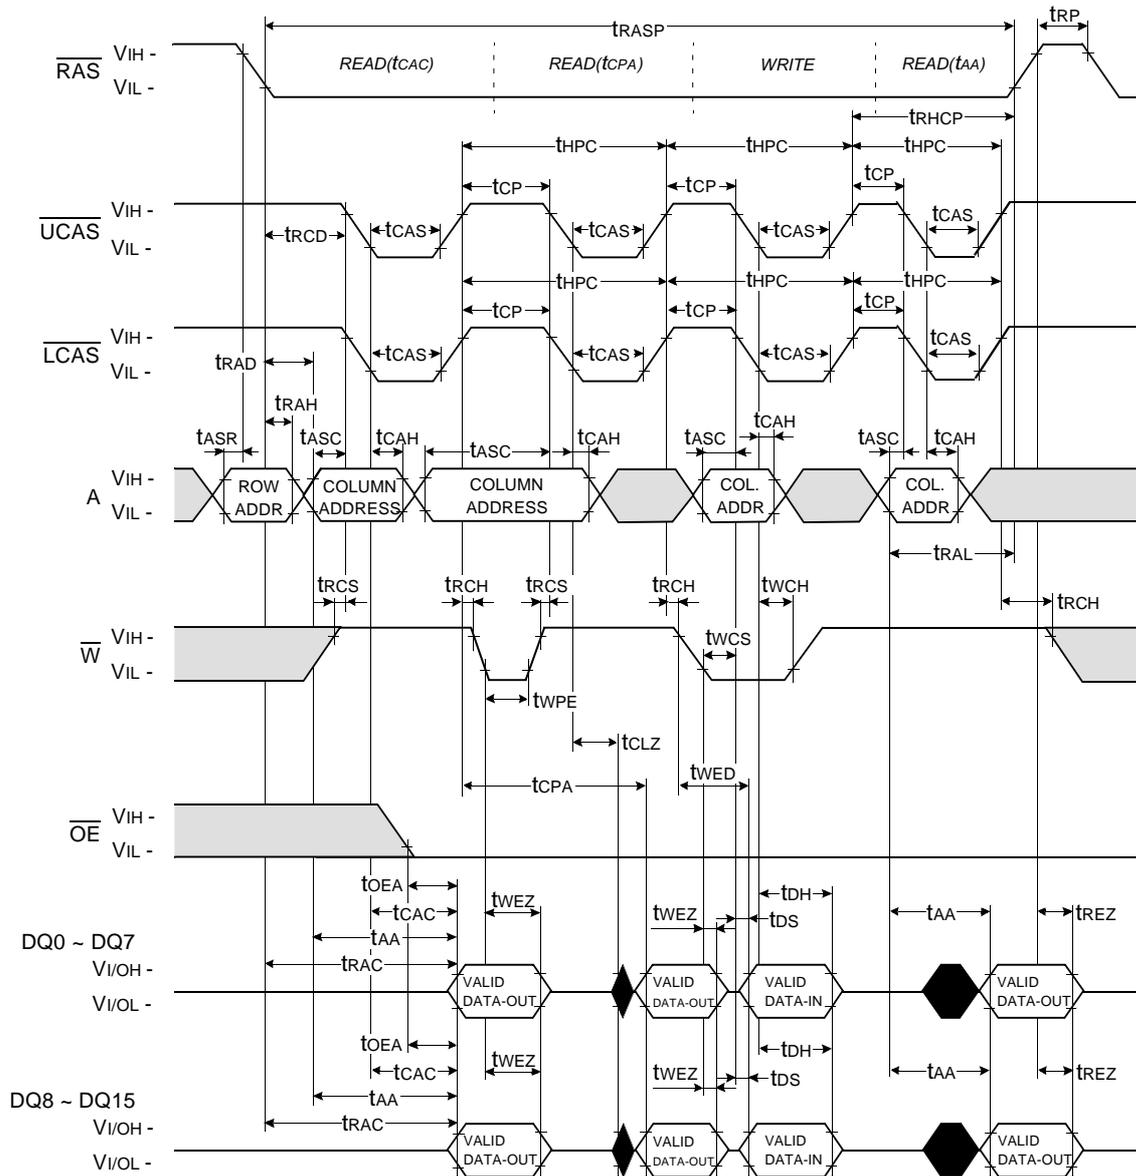 tRASP
tRP
RAS
VIH -
VIL -
READ(tCAC)
READ(tCPA)
WRITE
READ(tAA)
tRHCP
tHPC
tHPC
tHPC
tCP
tCP
tCP
UCAS
VIH -
VIL -
tRCD
tCAS
tCAS
tCAS
tCAS
tHPC
tHPC
tHPC
tCP
tCP
tCP
LCAS
VIH -
VIL -
tCAS
tCAS
tCAS
tCAS
tRAD
tRAH
tASR
tASC
tCAH
tASC
tCAH
tASC
tCAH
tASC
tCAH
A
VIH -
VIL -
ROW
ADDR
COLUMN
ADDRESS
COLUMN
ADDRESS
COL.
ADDR
COL.
ADDR
tRAL
tRCS
tRCH
tRCS
tRCH
tWCH
tRCH
W
VIH -
VIL -
tWCS
tWPE
tCLZ
tCPA
tWED
OE
VIH -
VIL -
tOEA
tCAC
tAA
tRAC
tWEZ
tWEZ
tDH
tDS
tAA
tREZ
DQ0 ~ DQ7
VI/OH -
VI/OL -
VALID
DATA-OUT
VALID
DATA-OUT
VALID
DATA-IN
VALID
DATA-OUT
tOEA
tCAC
tAA
tRAC
tWEZ
tWEZ
tDH
tDS
tAA
tREZ
DQ8 ~ DQ15
VI/OH -
VI/OL -
VALID
DATA-OUT
VALID
DATA-OUT
VALID
DATA-IN
VALID
DATA-OUT